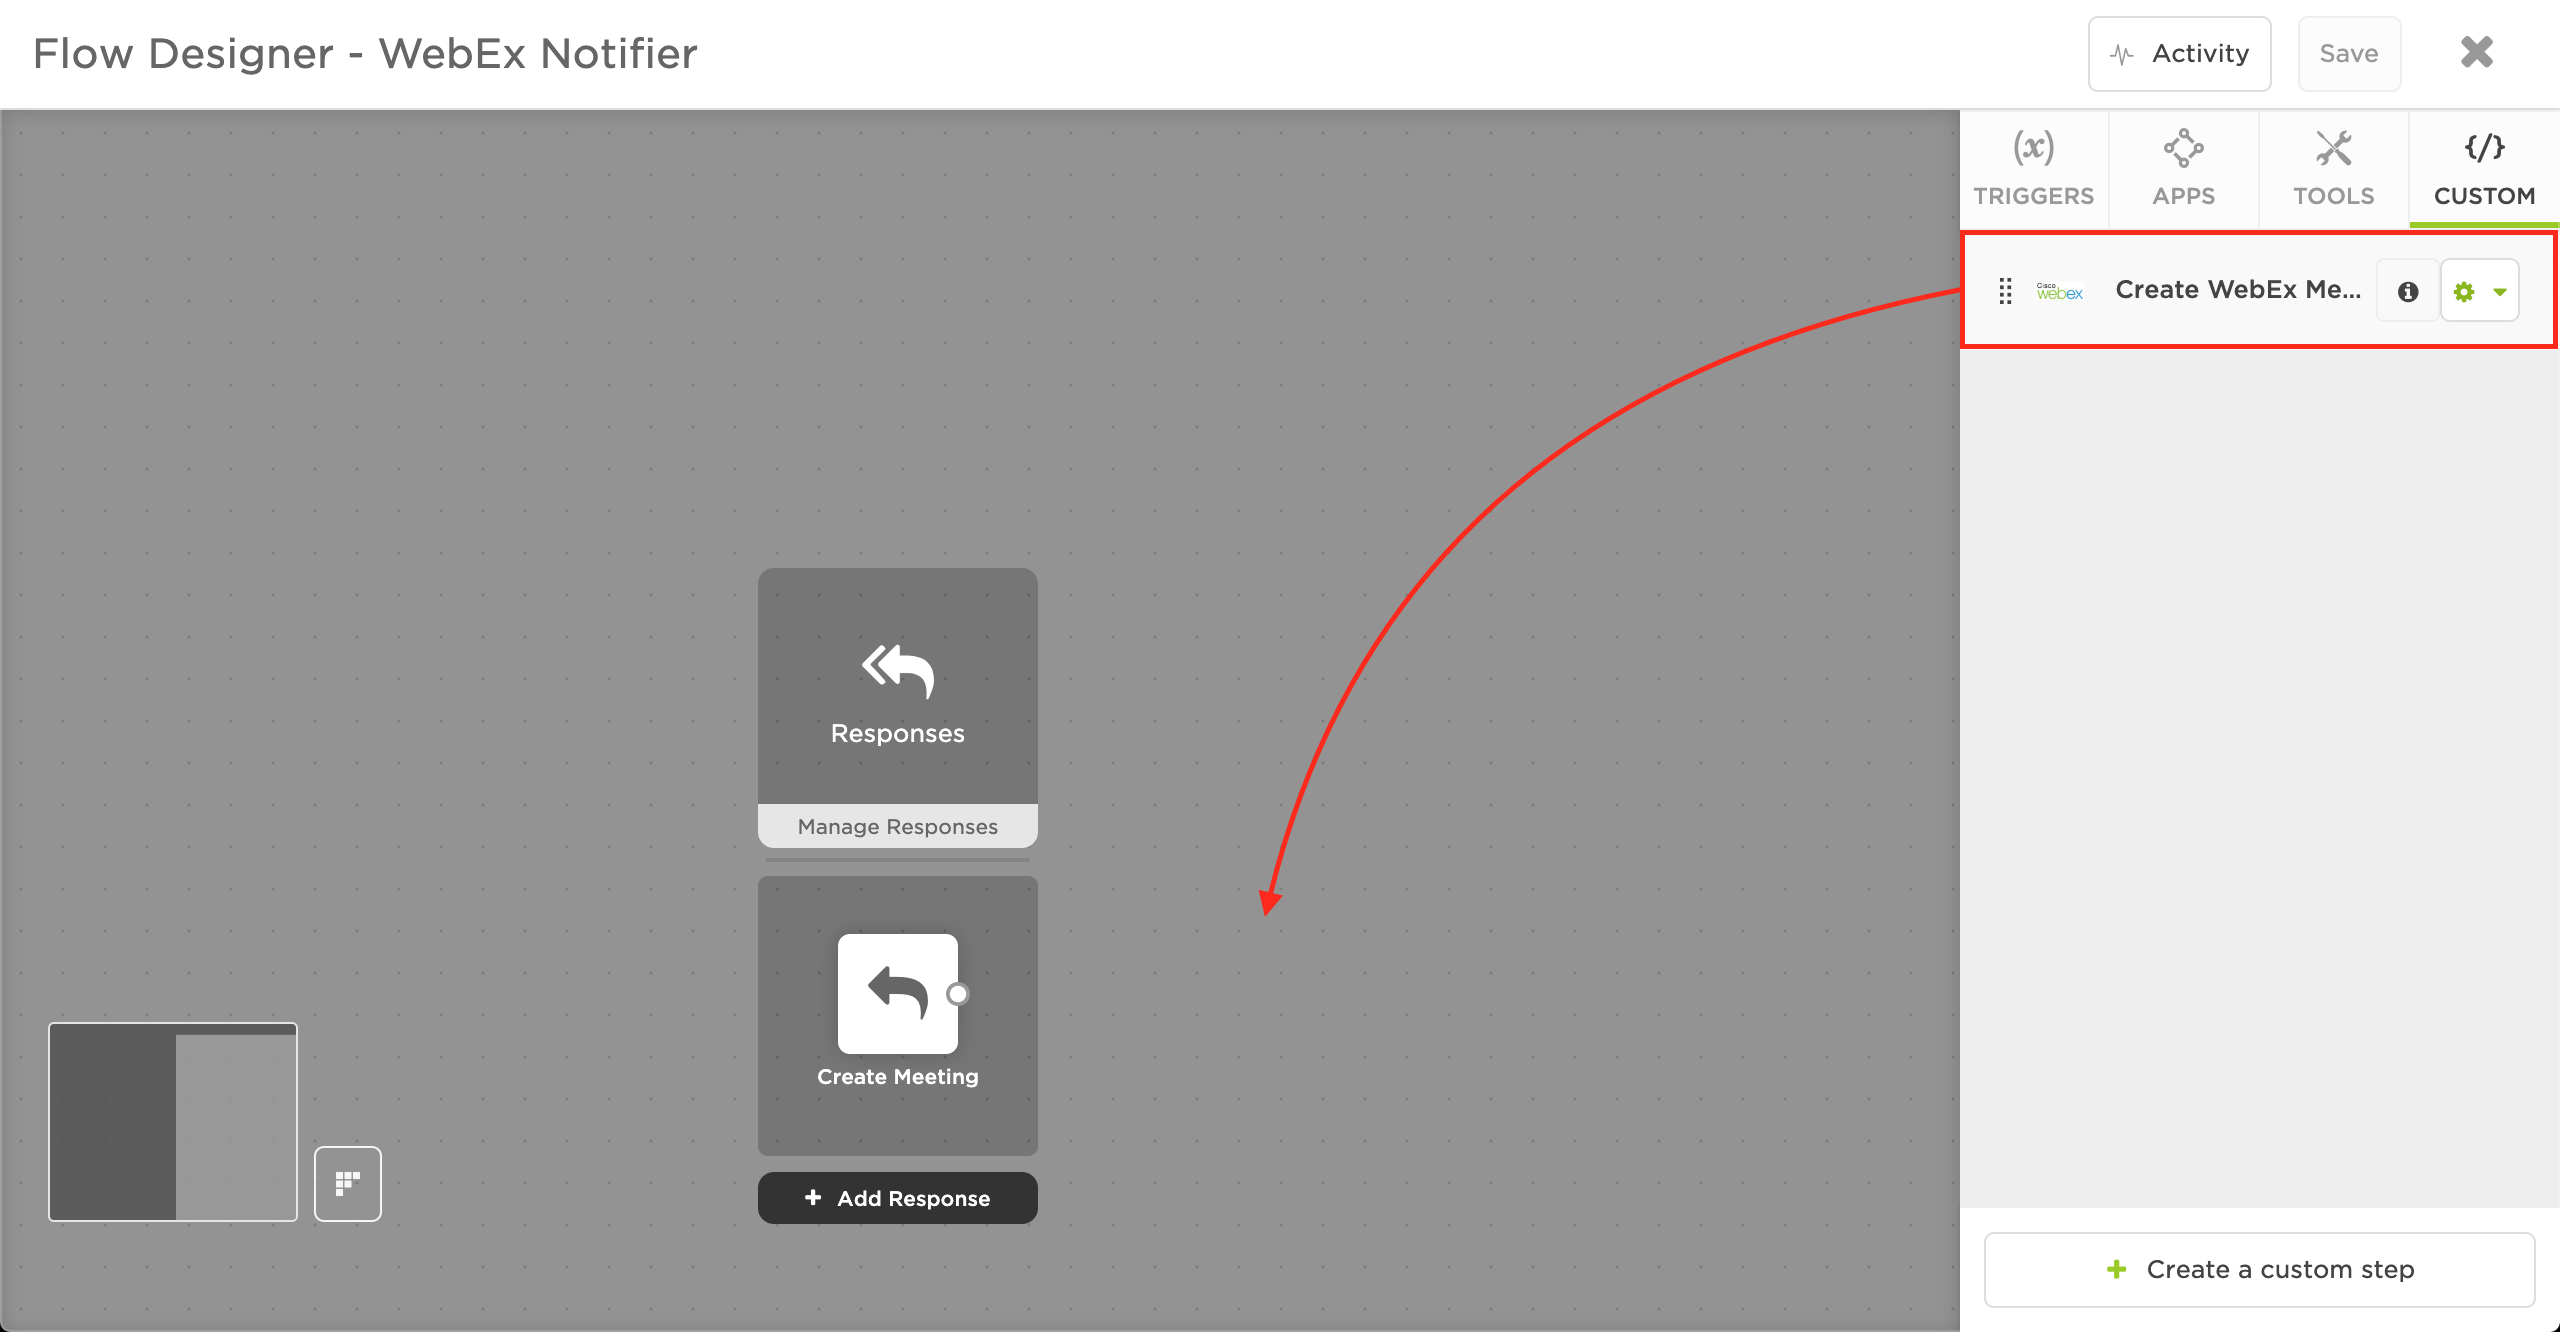 Flow Designer - WebEx Notifier
Activity
Save
(x)
TRIGGERS
APPS
TOOLS
{/}
CUSTOM
Cisco
webex
Create WebEx Me...
Responses
Manage Responses
Create Meeting
+ Add Response
+ Create a custom step